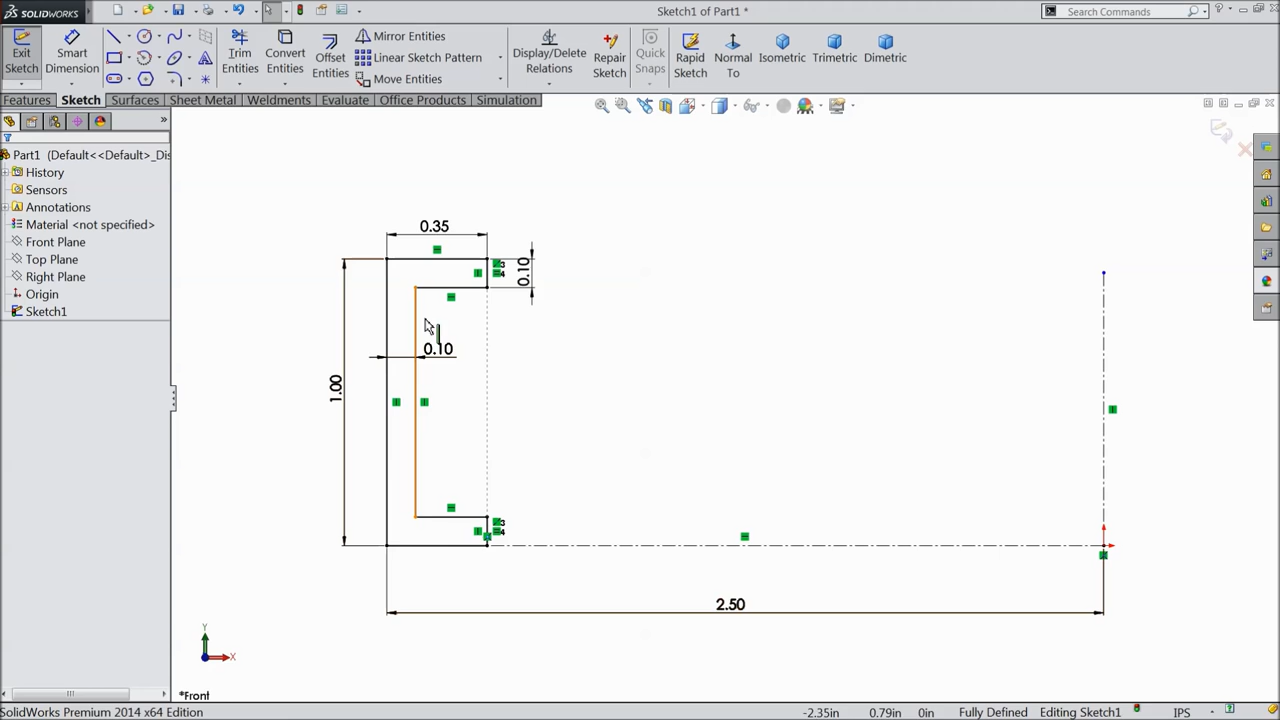 SOLIDWORKS
Sketch1 of Part1 *
Search Commands
Exit Sketch
Smart Dimension
Trim Entities
Convert Entities
Offset Entities
Mirror Entities
Linear Sketch Pattern
Move Entities
Display/Delete Relations
Repair Sketch
Quick Snaps
Rapid Sketch
Normal To
Isometric
Trimetric
Dimetric
Features
Sketch
Surfaces
Sheet Metal
Weldments
Evaluate
Office Products
Simulation
Part1 (Default<<Default>_Dis
History
Sensors
Annotations
Material <not specified>
Front Plane
Top Plane
Right Plane
Origin
Sketch1
0.35
3
4
0.10
0.10
1.00
3
4
2.50
Y
X
*Front
SolidWorks Premium 2014 x64 Edition
-2.35in
0.79in
0in
Fully Defined
Editing Sketch1
IPS